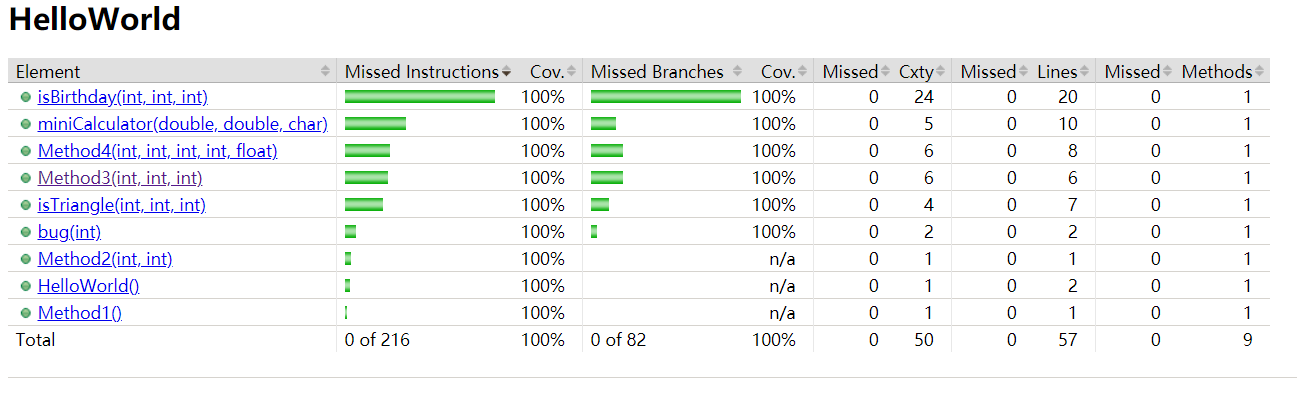 HelloWorld
Element Missed Instructions Cov. Missed Branches Cov. Missed Cxty Missed Lines Missed Methods
isBirthday(int, int, int) 100% 100% 0 24 0 20 0 1
miniCalculator(double, double, char) 100% 100% 0 5 0 10 0 1
Method4(int, int, int, int, float) 100% 100% 0 6 0 8 0 1
Method3(int, int, int) 100% 100% 0 6 0 6 0 1
isTriangle(int, int, int) 100% 100% 0 4 0 7 0 1
bug(int) 100% 100% 0 2 0 2 0 1
Method2(int, int) 100% n/a 0 1 0 1 0 1
HelloWorld() 100% n/a 0 1 0 2 0 1
Method1() 100% n/a 0 1 0 1 0 1
Total 0 of 216 100% 0 of 82 100% 0 50 0 57 0 9